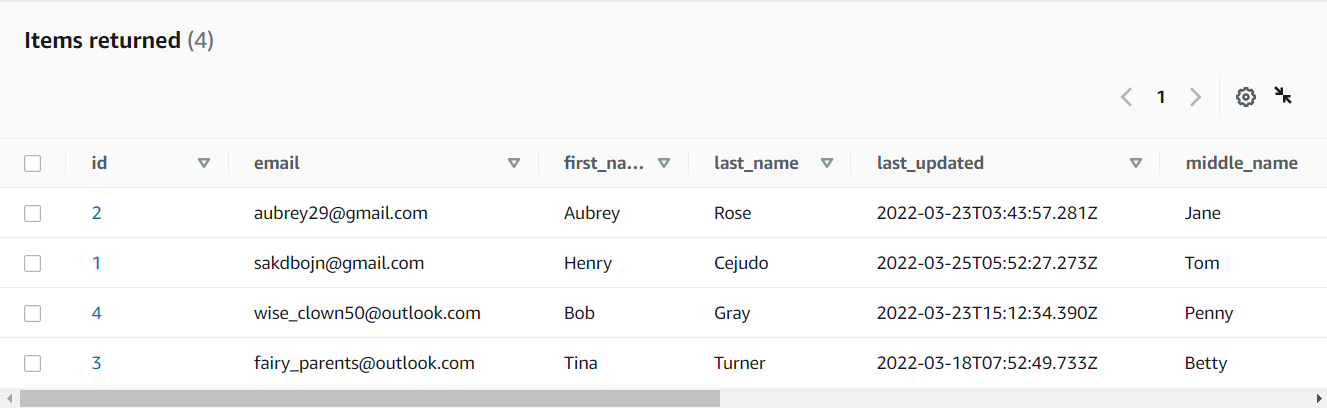 Items returned (4)
1
id email first_na... last_name last_updated middle_name
2 aubrey29@gmail.com Aubrey Rose 2022-03-23T03:43:57.281Z Jane
1 sakdbojn@gmail.com Henry Cejudo 2022-03-25T05:52:27.273Z Tom
4 wise_clown50@outlook.com Bob Gray 2022-03-23T15:12:34.390Z Penny
3 fairy_parents@outlook.com Tina Turner 2022-03-18T07:52:49.733Z Betty